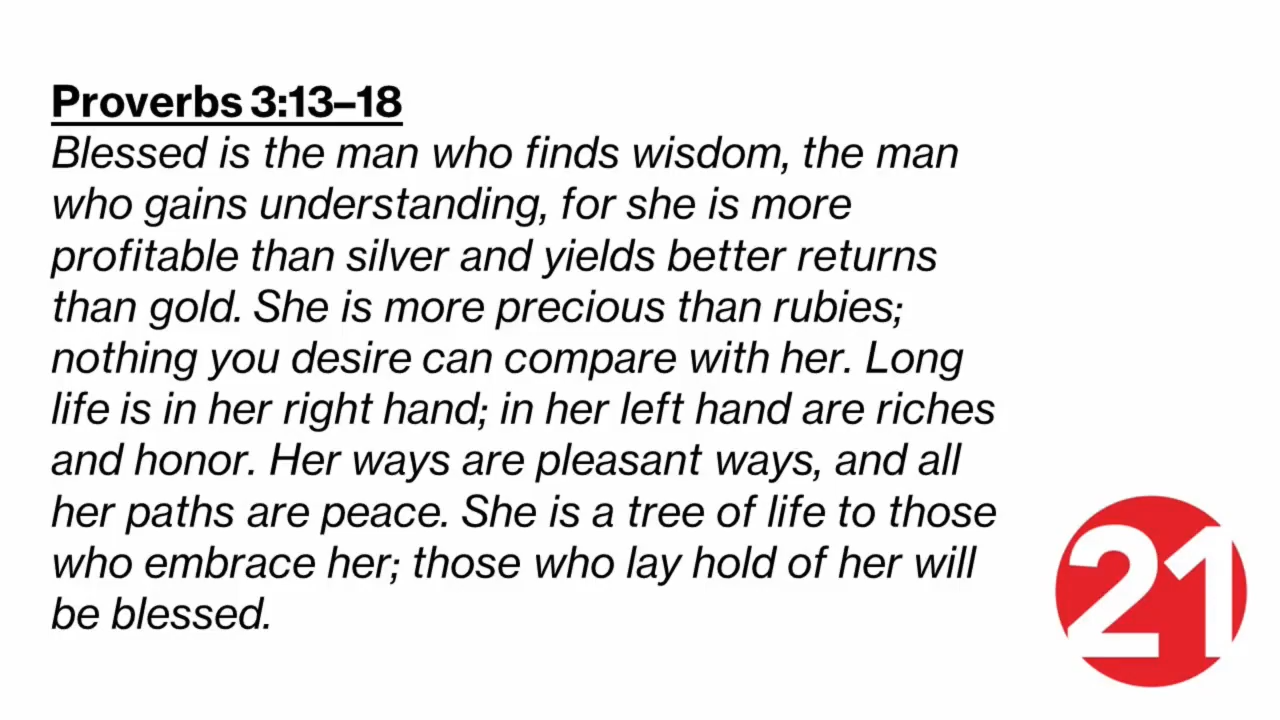 Proverbs 3:13–18
Blessed is the man who finds wisdom, the man
who gains understanding, for she is more
profitable than silver and yields better returns
than gold. She is more precious than rubies;
nothing you desire can compare with her. Long
life is in her right hand; in her left hand are riches
and honor. Her ways are pleasant ways, and all
her paths are peace. She is a tree of life to those
who embrace her; those who lay hold of her will
be blessed.
21